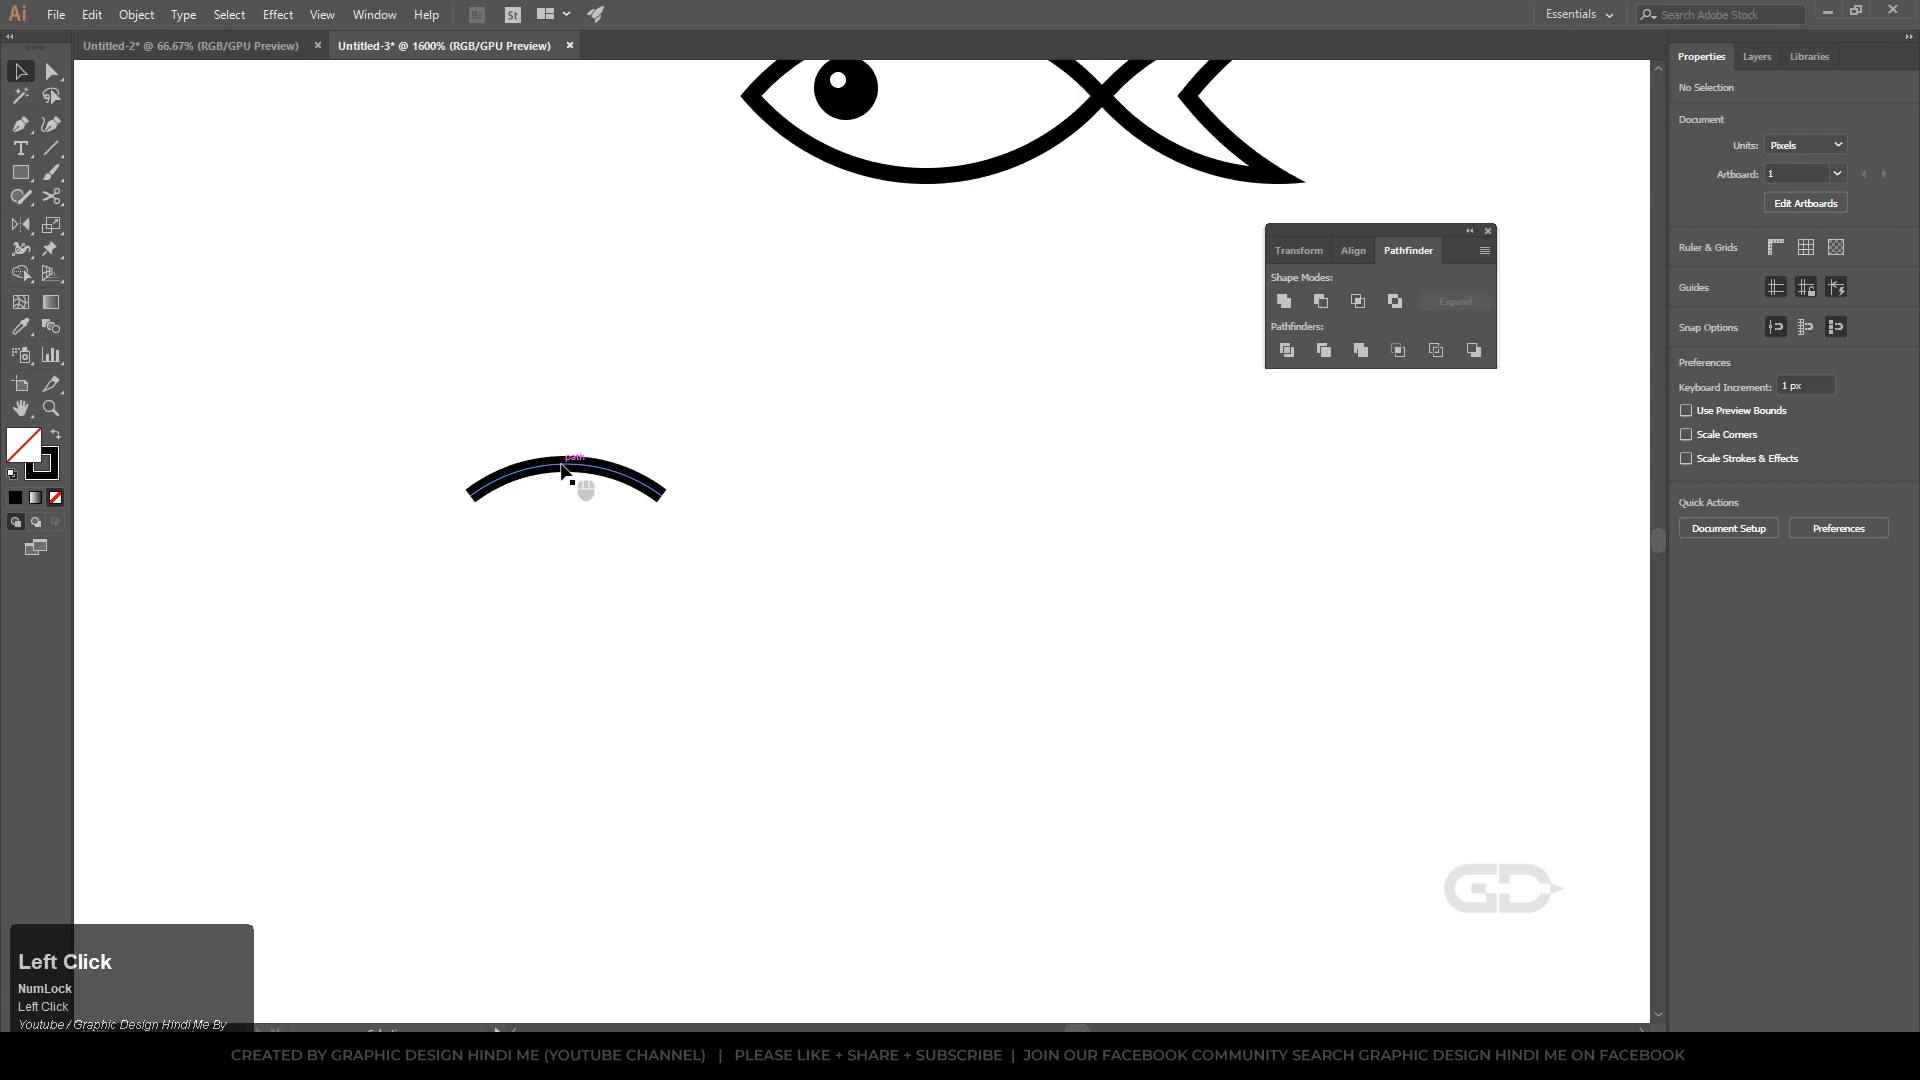 Ai File Edit Object Type Select Effect View Window Help Br St Essentials Search Adobe Stock
Untitled-2* @ 66.67% (RGB/GPU Preview) Untitled-3* @ 1600% (RGB/GPU Preview)
Properties Layers Libraries
No Selection
Document
Units: Pixels
Artboard: 1
Edit Artboards
Ruler & Grids
Guides
Snap Options
Preferences
Keyboard Increment: 1 px
Use Preview Bounds
Scale Corners
Scale Strokes & Effects
Quick Actions
Document Setup Preferences
Transform Align Pathfinder
Shape Modes:
Expand
Pathfinders:
path
GD
Left Click
NumLock
Left Click
Youtube / Graphic Design Hindi Me By
CREATED BY GRAPHIC DESIGN HINDI ME (YOUTUBE CHANNEL) | PLEASE LIKE + SHARE + SUBSCRIBE | JOIN OUR FACEBOOK COMMUNITY SEARCH GRAPHIC DESIGN HINDI ME ON FACEBOOK